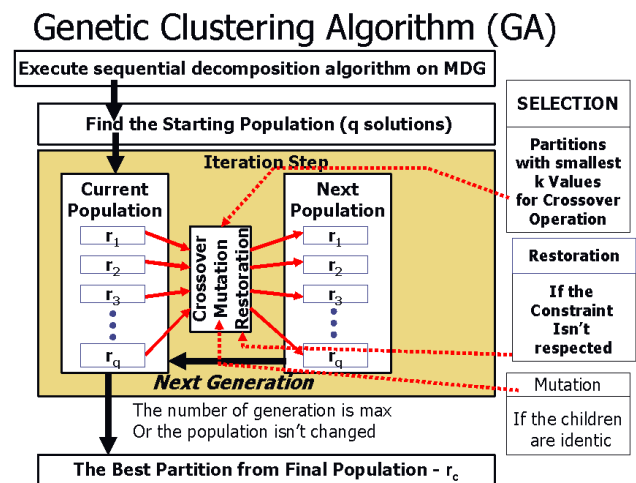 Genetic Clustering Algorithm (GA)
Execute sequential decomposition algorithm on MDG
Find the Starting Population (q solutions)
Iteration Step
Current
Population
r1
r2
r3
rq
Crossover
Mutation
Restoration
Next
Population
r1
r2
r3
rq
Next Generation
The number of generation is max
Or the population isn't changed
The Best Partition from Final Population - rc
SELECTION
Partitions
with smallest
k Values
for Crossover
Operation
Restoration
If the
Constraint
Isn't
respected
Mutation
If the children
are identic